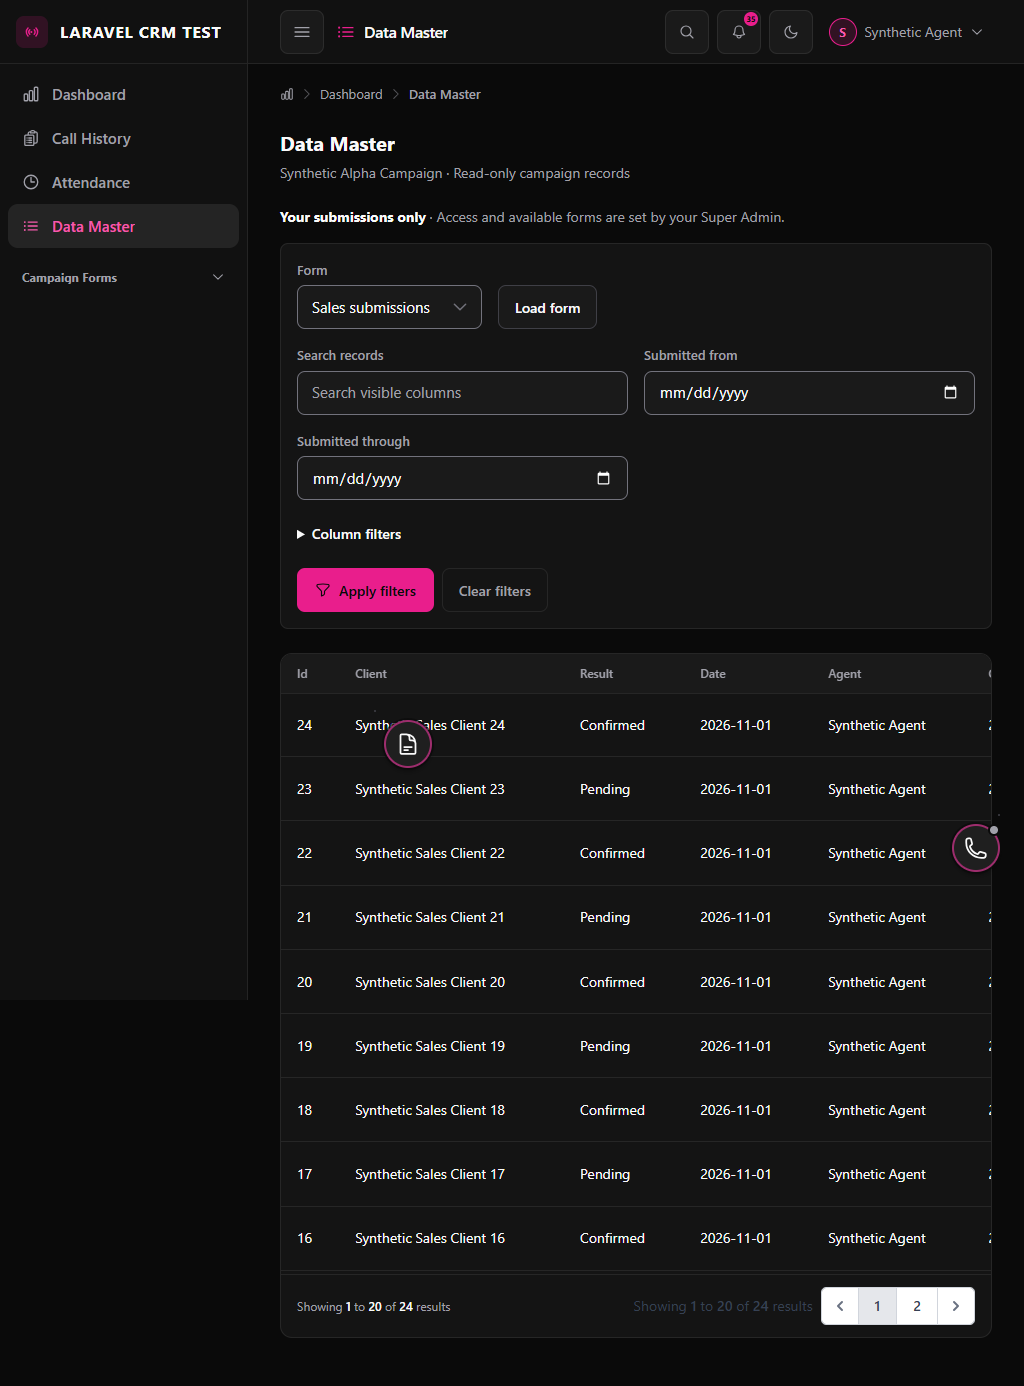 LARAVEL CRM TEST
Data Master
35
S
Synthetic Agent
Dashboard
Call History
Attendance
Data Master
Campaign Forms
Dashboard
Data Master
Data Master
Synthetic Alpha Campaign · Read-only campaign records
Your submissions only · Access and available forms are set by your Super Admin.
Form
Sales submissions
Load form
Search records
Submitted from
Search visible columns
mm/dd/yyyy
Submitted through
mm/dd/yyyy
Column filters
Apply filters
Clear filters
Id Client Result Date Agent
24 Synthetic Sales Client 24 Confirmed 2026-11-01 Synthetic Agent
23 Synthetic Sales Client 23 Pending 2026-11-01 Synthetic Agent
22 Synthetic Sales Client 22 Confirmed 2026-11-01 Synthetic Agent
21 Synthetic Sales Client 21 Pending 2026-11-01 Synthetic Agent
20 Synthetic Sales Client 20 Confirmed 2026-11-01 Synthetic Agent
19 Synthetic Sales Client 19 Pending 2026-11-01 Synthetic Agent
18 Synthetic Sales Client 18 Confirmed 2026-11-01 Synthetic Agent
17 Synthetic Sales Client 17 Pending 2026-11-01 Synthetic Agent
16 Synthetic Sales Client 16 Confirmed 2026-11-01 Synthetic Agent
Showing 1 to 20 of 24 results
Showing 1 to 20 of 24 results
1 2